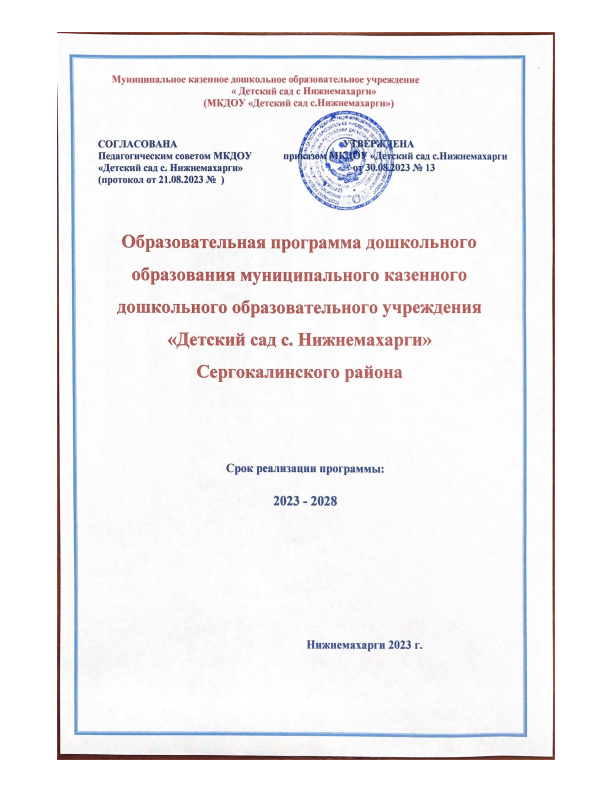 Муниципальное казенное дошкольное образовательное учреждение
« Детский сад с Нижнемахарги»
(МКДОУ «Детский сад с.Нижнемахарги»)
СОГЛАСОВАНА
Педагогическим советом МКДОУ
«Детский сад с. Нижнемахарги»
(протокол от 21.08.2023 № )
УТВЕРЖДЕНА
приказом МКДОУ «Детский сад с.Нижнемахарги
от 30.08.2023 № 13
Образовательная программа дошкольного
образования муниципального казенного
дошкольного образовательного учреждения
«Детский сад с. Нижнемахарги»
Сергокалинского района
Срок реализации программы:
2023 - 2028
Нижнемахарги 2023 г.